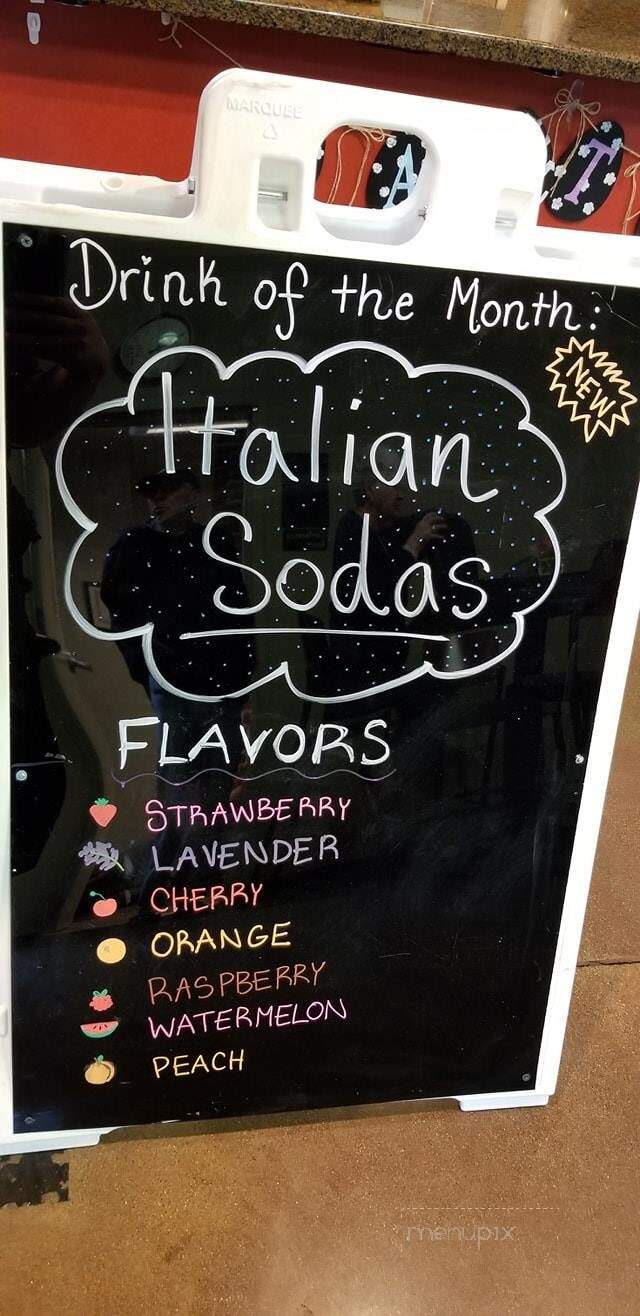 MARQUEE
A
T
Drink of the Month:
NEW
Italian
Sodas
FLAVORS
STRAWBERRY
LAVENDER
CHERRY
ORANGE
RASPBERRY
WATERMELON
PEACH
menupix